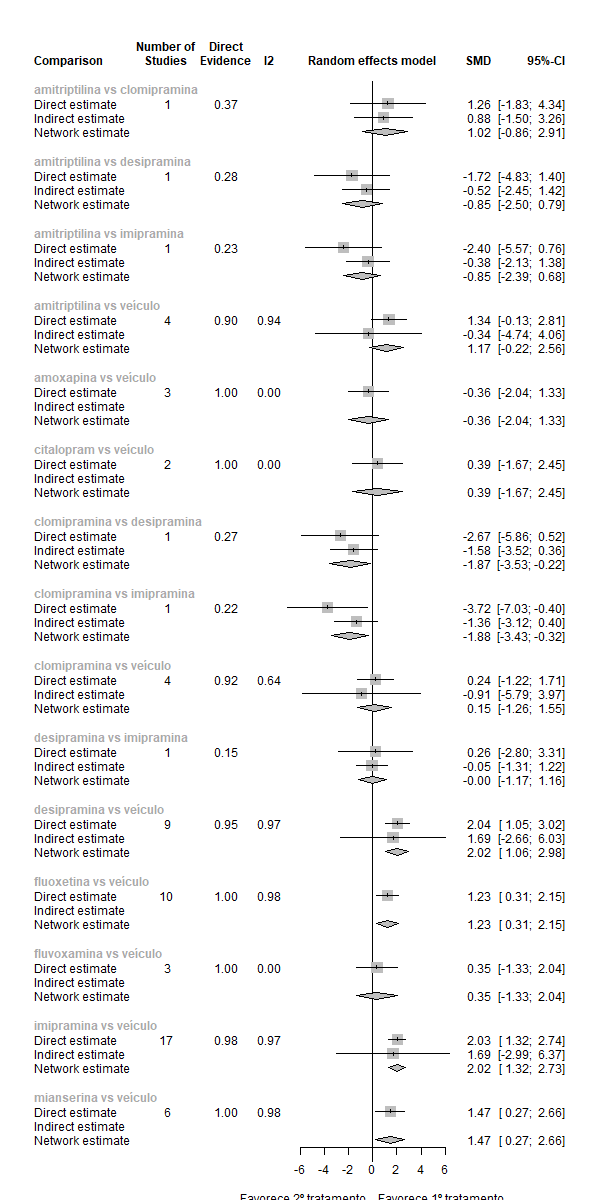 Number of Direct
Comparison Studies Evidence I2 Random effects model SMD 95%-CI
amitriptilina vs clomipramina
Direct estimate 1 0.37 1.26 [-1.83; 4.34]
Indirect estimate 0.88 [-1.50; 3.26]
Network estimate 1.02 [-0.86; 2.91]
amitriptilina vs desipramina
Direct estimate 1 0.28 -1.72 [-4.83; 1.40]
Indirect estimate -0.52 [-2.45; 1.42]
Network estimate -0.85 [-2.50; 0.79]
amitriptilina vs imipramina
Direct estimate 1 0.23 -2.40 [-5.57; 0.76]
Indirect estimate -0.38 [-2.13; 1.38]
Network estimate -0.85 [-2.39; 0.68]
amitriptilina vs veículo
Direct estimate 4 0.90 0.94 1.34 [-0.13; 2.81]
Indirect estimate -0.34 [-4.74; 4.06]
Network estimate 1.17 [-0.22; 2.56]
amoxapina vs veículo
Direct estimate 3 1.00 0.00 -0.36 [-2.04; 1.33]
Indirect estimate
Network estimate -0.36 [-2.04; 1.33]
citalopram vs veículo
Direct estimate 2 1.00 0.00 0.39 [-1.67; 2.45]
Indirect estimate
Network estimate 0.39 [-1.67; 2.45]
clomipramina vs desipramina
Direct estimate 1 0.27 -2.67 [-5.86; 0.52]
Indirect estimate -1.58 [-3.52; 0.36]
Network estimate -1.87 [-3.53; -0.22]
clomipramina vs imipramina
Direct estimate 1 0.22 -3.72 [-7.03; -0.40]
Indirect estimate -1.36 [-3.12; 0.40]
Network estimate -1.88 [-3.43; -0.32]
clomipramina vs veículo
Direct estimate 4 0.92 0.64 0.24 [-1.22; 1.71]
Indirect estimate -0.91 [-5.79; 3.97]
Network estimate 0.15 [-1.26; 1.55]
desipramina vs imipramina
Direct estimate 1 0.15 0.26 [-2.80; 3.31]
Indirect estimate -0.05 [-1.31; 1.22]
Network estimate -0.00 [-1.17; 1.16]
desipramina vs veículo
Direct estimate 9 0.95 0.97 2.04 [ 1.05; 3.02]
Indirect estimate 1.69 [-2.66; 6.03]
Network estimate 2.02 [ 1.06; 2.98]
fluoxetina vs veículo
Direct estimate 10 1.00 0.98 1.23 [ 0.31; 2.15]
Indirect estimate
Network estimate 1.23 [ 0.31; 2.15]
fluvoxamina vs veículo
Direct estimate 3 1.00 0.00 0.35 [-1.33; 2.04]
Indirect estimate
Network estimate 0.35 [-1.33; 2.04]
imipramina vs veículo
Direct estimate 17 0.98 0.97 2.03 [ 1.32; 2.74]
Indirect estimate 1.69 [-2.99; 6.37]
Network estimate 2.02 [ 1.32; 2.73]
mianserina vs veículo
Direct estimate 6 1.00 0.98 1.47 [ 0.27; 2.66]
Indirect estimate
Network estimate 1.47 [ 0.27; 2.66]
-6 -4 -2 0 2 4 6
Favorece 2º tratamento Favorece 1º tratamento